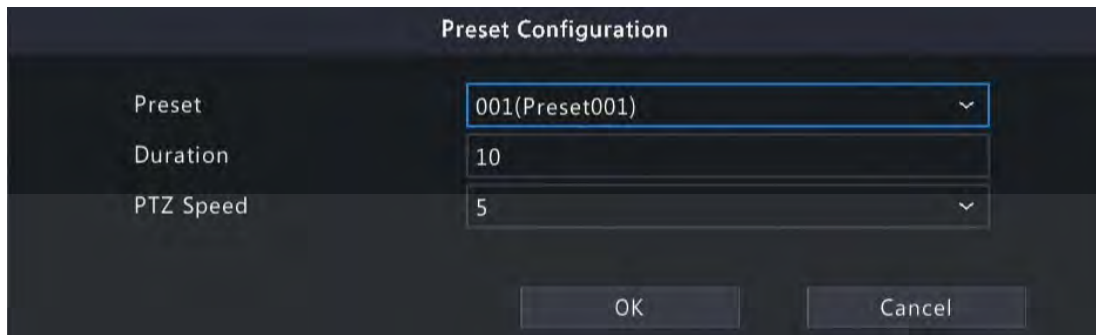 Preset Configuration
Preset 001(Preset001)
Duration 10
PTZ Speed 5
OK Cancel